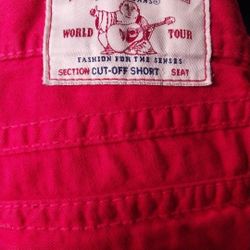 WORLD TOUR
FASHION FOR THE SENSES
SECTION CUT-OFF SHORT SEAT